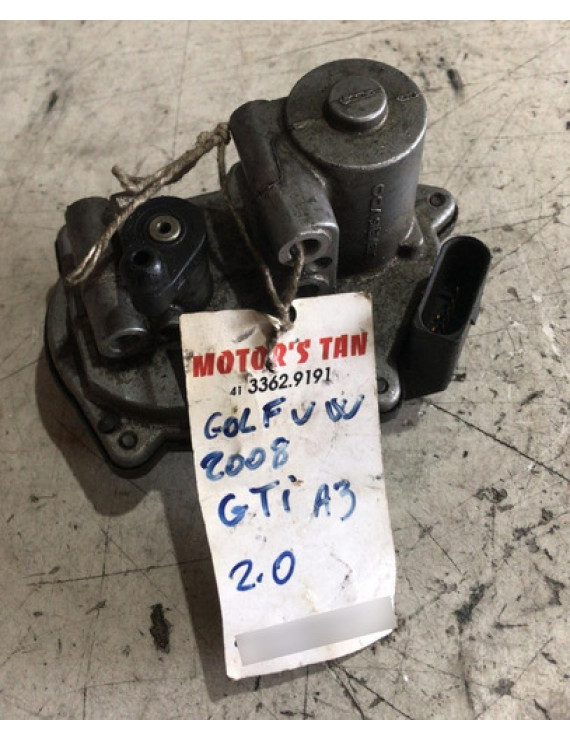 MOTOR'S TAN
41 3362.9191
GOLF VW
2008
GTi A3
2.0